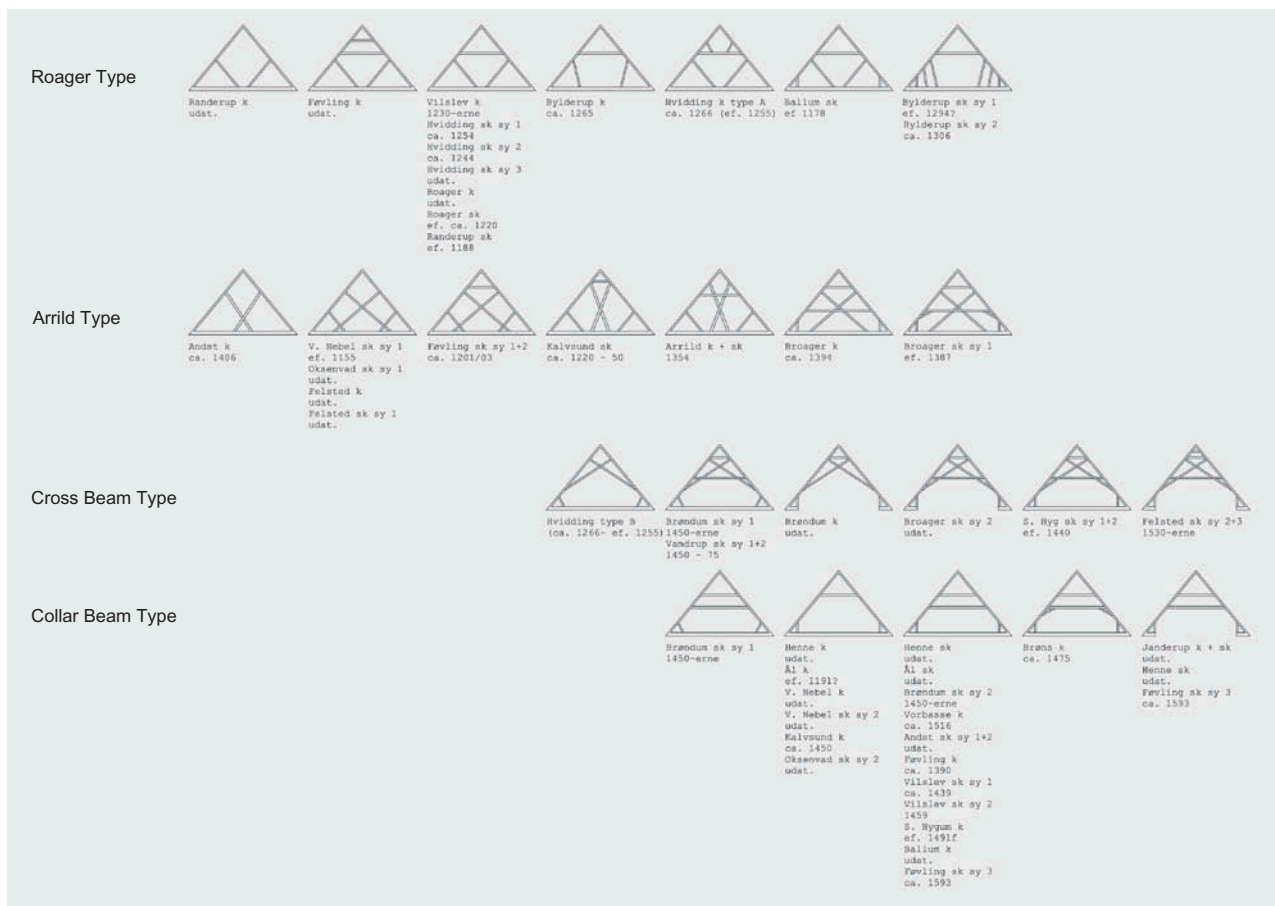 Roager Type
Randerup k
udat.
Føvling k
udat.
Vilslev k
1230-erne
Hvidding sk sy 1
ca. 1254
Hvidding sk sy 2
ca. 1244
Hvidding sk sy 3
udat.
Roager k
udat.
Roager sk
ef. ca. 1220
Randerup sk
ef. 1188
Bylderup k
ca. 1265
Hvidding k type A
ca. 1266 (ef. 1255)
Ballum sk
ef 1178
Bylderup sk sy 1
ef. 1294?
Bylderup sk sy 2
ca. 1306
Arrild Type
Andst k
ca. 1406
V. Nebel sk sy 1
ef. 1155
Oksenvad sk sy 1
udat.
Felsted k
udat.
Felsted sk sy 1
udat.
Føvling sk sy 1+2
ca. 1201/03
Kalvsund sk
ca. 1220 - 50
Arrild k + sk
1354
Broager k
ca. 1394
Broager sk sy 1
ef. 1387
Cross Beam Type
Hvidding type B
(ca. 1266- ef. 1255)
Brøndum sk sy 1
1450-erne
Vamdrup sk sy 1+2
1450 - 75
Brøndum k
udat.
Broager sk sy 2
udat.
S. Hyg sk sy 1+2
ef. 1440
Felsted sk sy 2+3
1530-erne
Collar Beam Type
Brøndum sk sy 1
1450-erne
Henne k
udat.
Ål k
ef. 1191?
V. Nebel k
udat.
V. Nebel sk sy 2
udat.
Kalvsund k
ca. 1450
Oksenvad sk sy 2
udat.
Henne sk
udat.
Ål sk
udat.
Brøndum sk sy 2
1450-erne
Vorbasse k
ca. 1516
Andst sk sy 1+2
udat.
Føvling k
ca. 1390
Vilslev sk sy 1
ca. 1439
Vilslev sk sy 2
1459
S. Hygum k
ef. 1491f
Ballum k
udat.
Føvling sk sy 3
ca. 1593
Brøns k
ca. 1475
Janderup k + sk
udat.
Henne sk
udat.
Føvling sk sy 3
ca. 1593